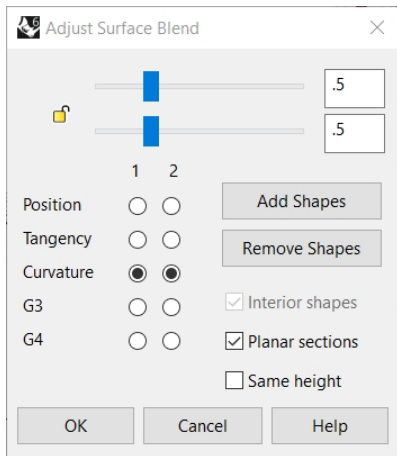 6 Adjust Surface Blend
.5
.5
1 2
Position
Tangency
Curvature
G3
G4
Add Shapes
Remove Shapes
Interior shapes
Planar sections
Same height
OK Cancel Help